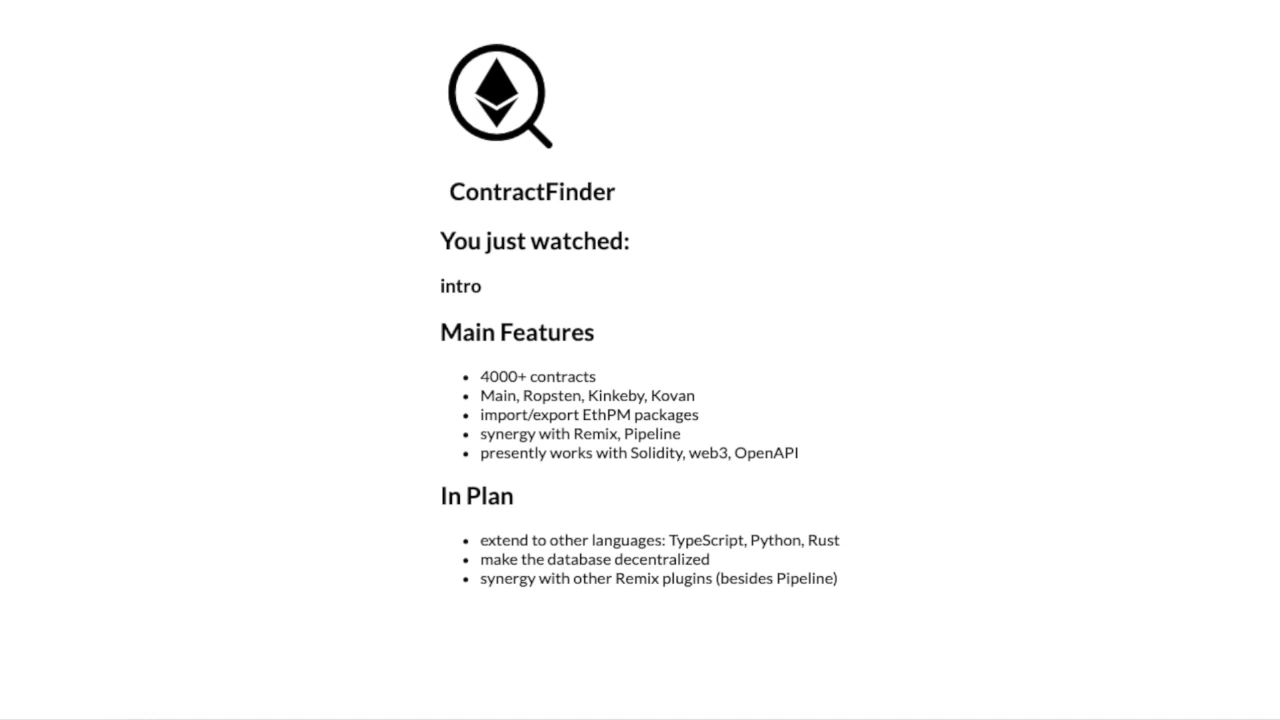 ContractFinder
You just watched:
intro
Main Features
• 4000+ contracts
• Main, Ropsten, Kinkeby, Kovan
• import/export EthPM packages
• synergy with Remix, Pipeline
• presently works with Solidity, web3, OpenAPI
In Plan
• extend to other languages: TypeScript, Python, Rust
• make the database decentralized
• synergy with other Remix plugins (besides Pipeline)